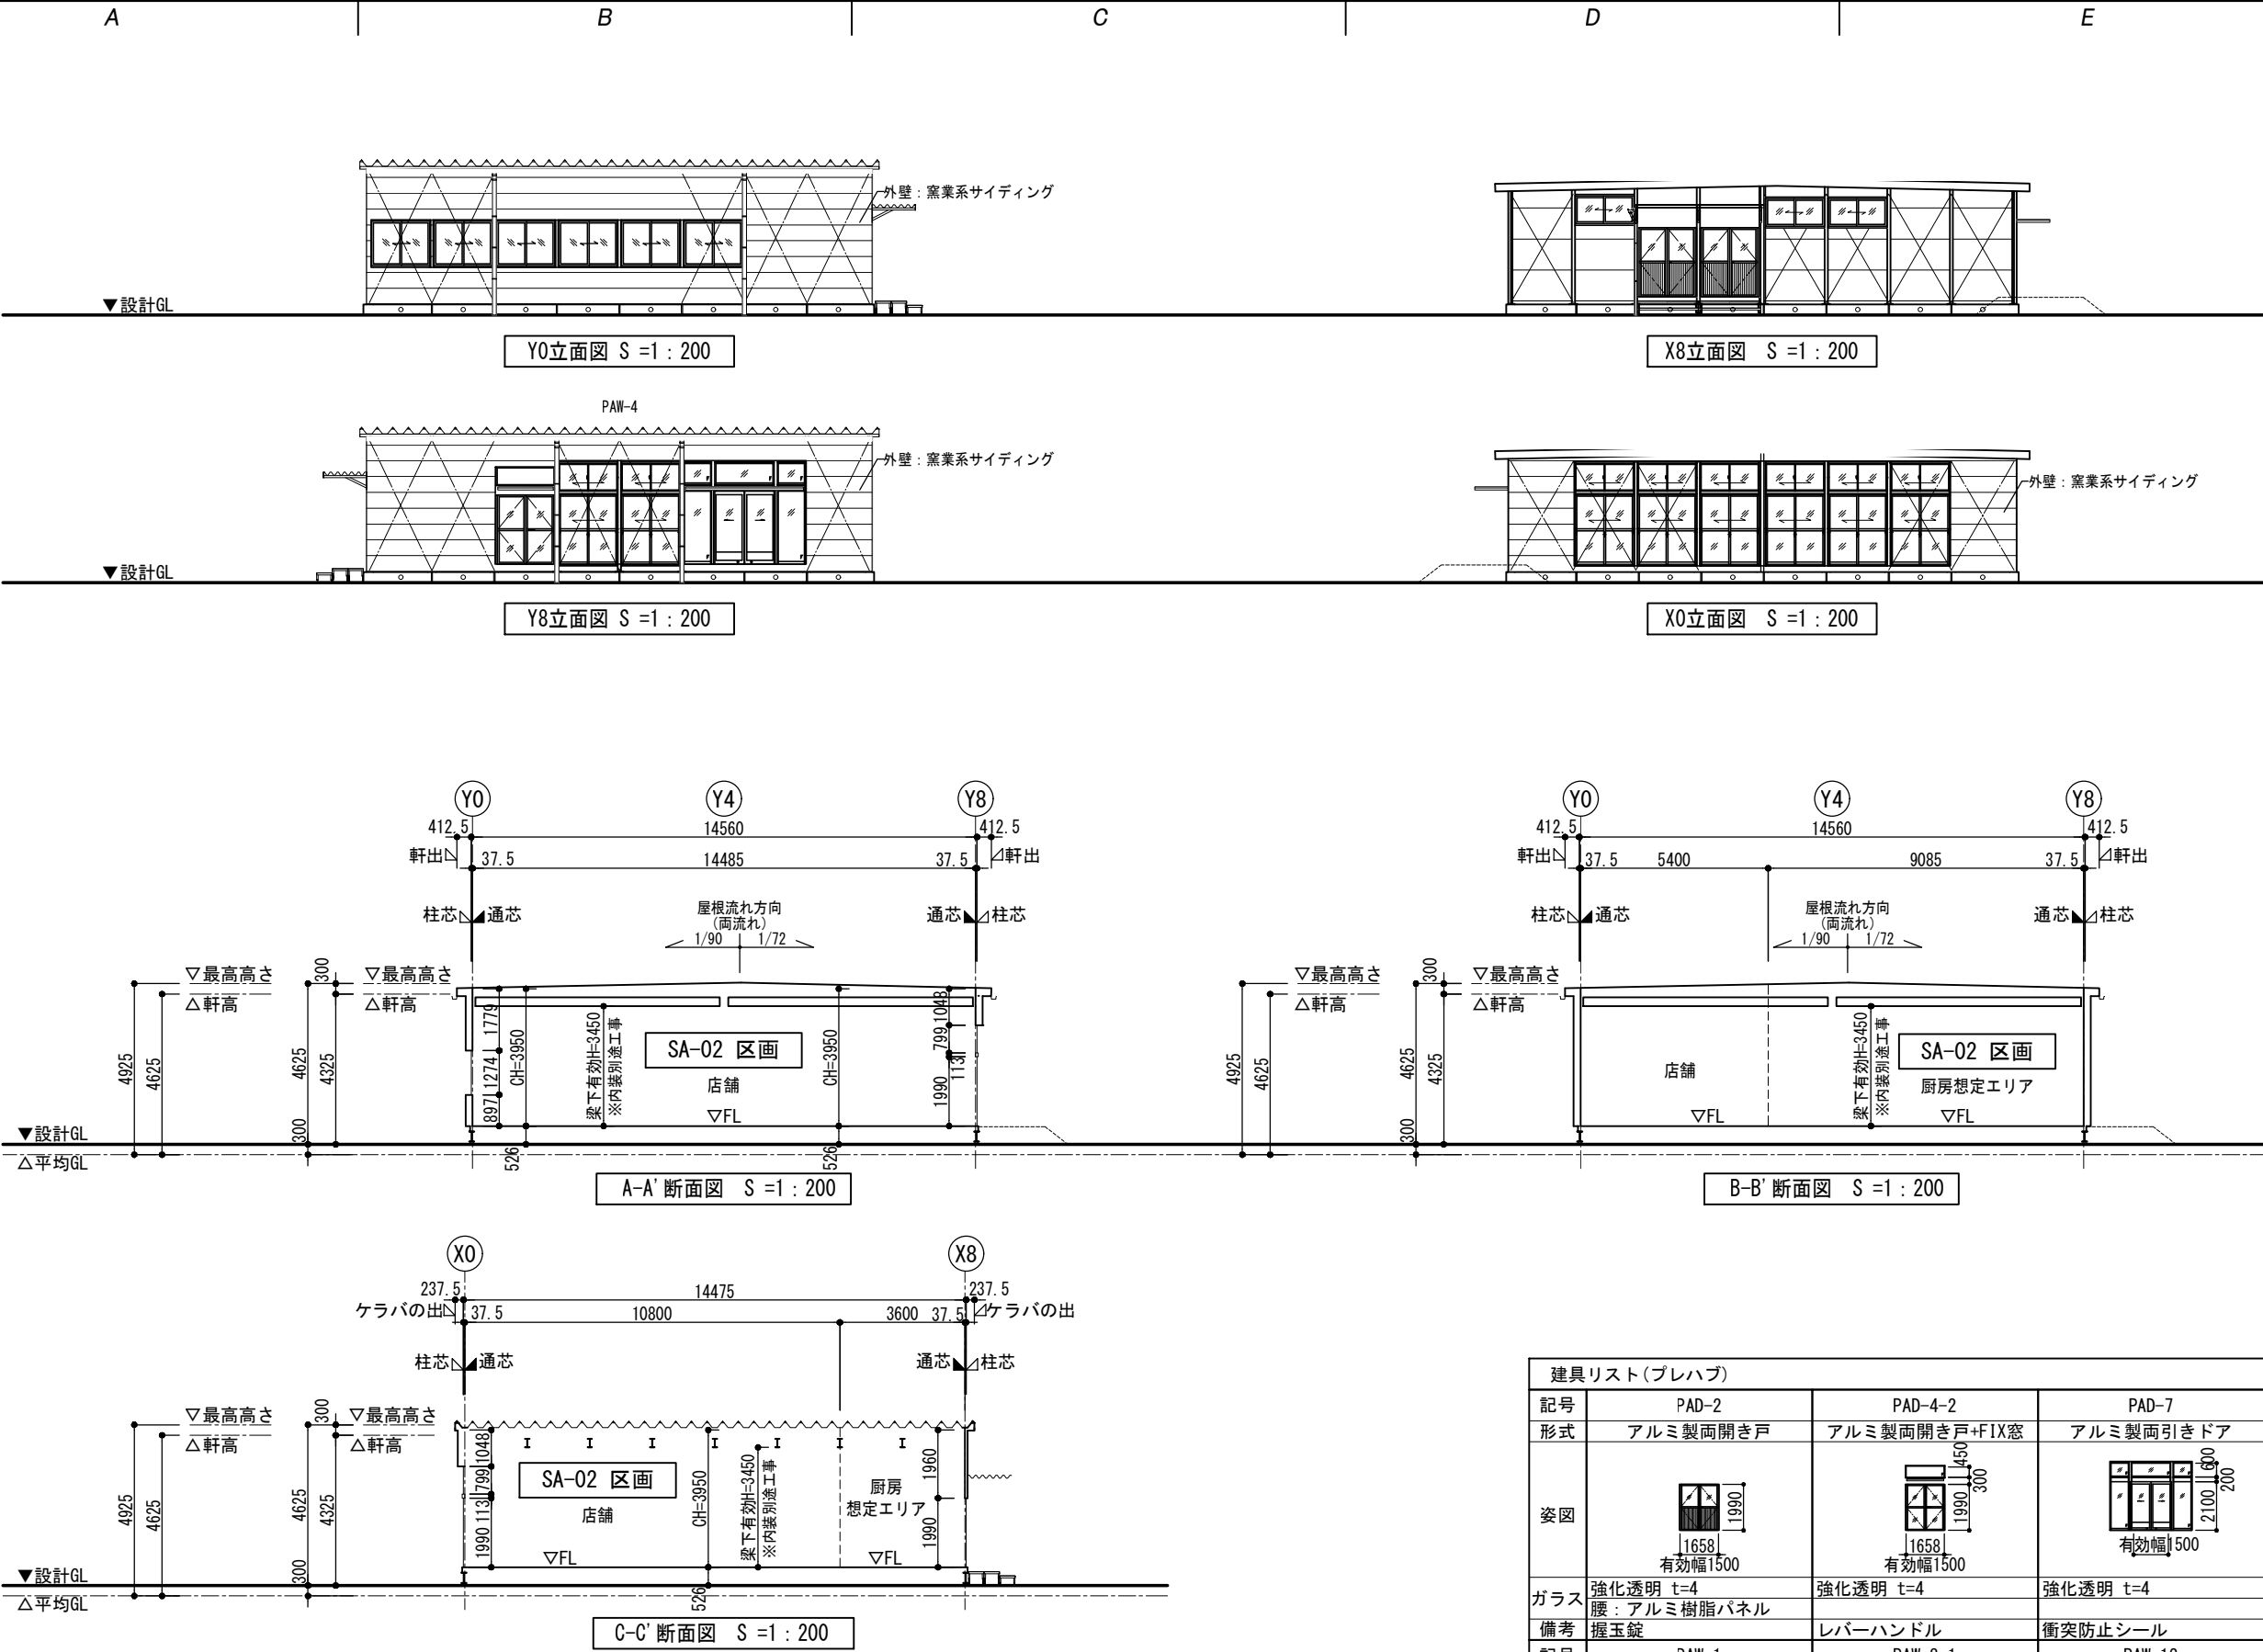 A B C D E
外壁：窯業系サイディング
▼設計GL
Y0立面図 S =1：200
X8立面図 S =1：200
PAW-4
外壁：窯業系サイディング
外壁：窯業系サイディング
▼設計GL
Y8立面図 S =1：200
X0立面図 S =1：200
Y0 Y4 Y8
412.5 14560 412.5
軒出 37.5 14485 37.5 軒出
柱芯 通芯 通芯 柱芯
屋根流れ方向
(両流れ)
1/90 1/72
▽最高高さ 300 ▽最高高さ
△軒高 △軒高
4925 4625 4625 4325 300
1779 1274 897 CH=3950
梁下有効H=3450
※内装別途工事
SA-02 区画
店舗
▽FL
CH=3950
1048 799 113 1990
526 526
▼設計GL
△平均GL
A-A'断面図 S =1：200
Y0 Y4 Y8
412.5 14560 412.5
軒出 37.5 5400 9085 37.5 軒出
柱芯 通芯 通芯 柱芯
屋根流れ方向
(両流れ)
1/90 1/72
▽最高高さ 300 ▽最高高さ
△軒高 △軒高
4925 4625 4625 4325 300
店舗
▽FL
梁下有効H=3450
※内装別途工事
SA-02 区画
厨房想定エリア
▽FL
B-B'断面図 S =1：200
X0 X8
237.5 14475 237.5
ケラバの出 37.5 10800 3600 37.5 ケラバの出
柱芯 通芯 通芯 柱芯
▽最高高さ 300 ▽最高高さ
△軒高 △軒高
4925 4625 4625 4325 300
1048 799 113 1990
SA-02 区画
店舗
▽FL
CH=3950
梁下有効H=3450
※内装別途工事
厨房
想定エリア
▽FL
1960 1990
526
▼設計GL
△平均GL
C-C'断面図 S =1：200
建具リスト(プレハブ)
記号 PAD-2 PAD-4-2 PAD-7
形式 アルミ製両開き戸 アルミ製両開き戸+FIX窓 アルミ製両引きドア
姿図
1990 1658 有効幅1500
450 300 1990 1658 有効幅1500
600 200 2100 有効幅1500
ガラス 強化透明 t=4 強化透明 t=4 強化透明 t=4
腰：アルミ樹脂パネル
備考 握玉錠 レバーハンドル 衝突防止シール